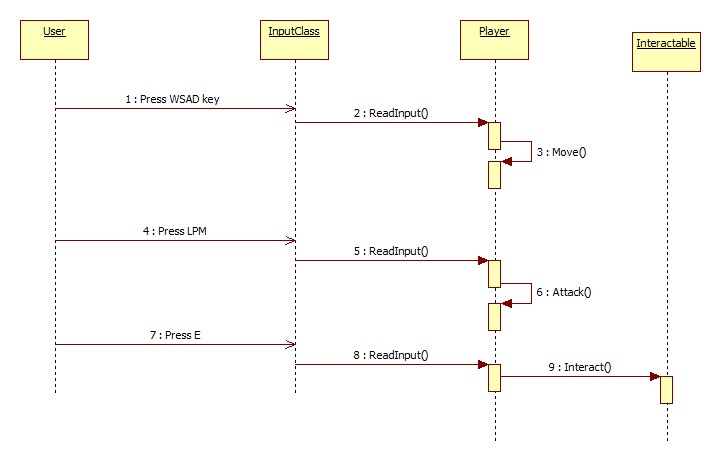 User
InputClass
Player
Interactable
1 : Press WSAD key
2 : ReadInput()
3 : Move()
4 : Press LPM
5 : ReadInput()
6 : Attack()
7 : Press E
8 : ReadInput()
9 : Interact()